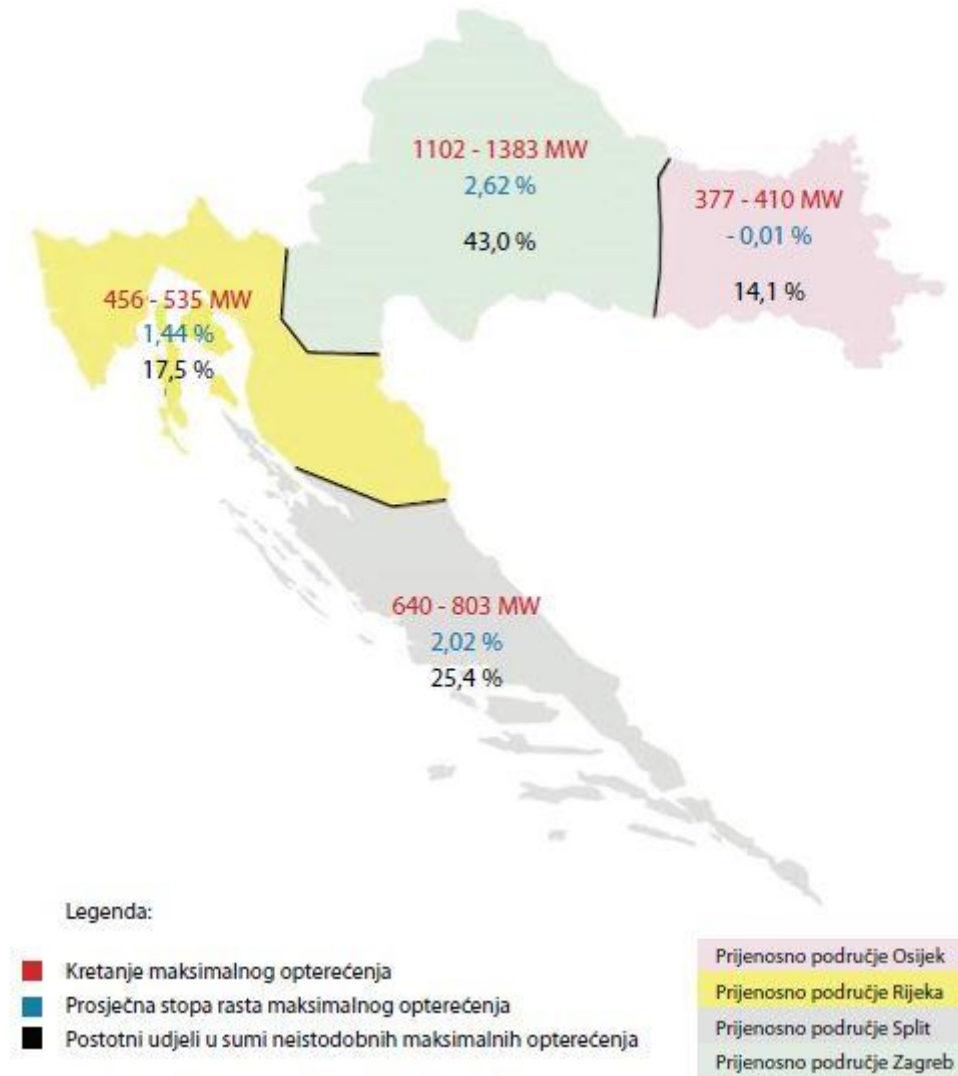 1102 - 1383 MW
2,62 %
43,0 %
377 - 410 MW
- 0,01 %
14,1 %
456 - 535 MW
1,44 %
17,5 %
640 - 803 MW
2,02 %
25,4 %
Legenda:
Kretanje maksimalnog opterećenja
Prosječna stopa rasta maksimalnog opterećenja
Postotni udjeli u sumi neistodobnih maksimalnih opterećenja
Prijenosno područje Osijek
Prijenosno područje Rijeka
Prijenosno područje Split
Prijenosno područje Zagreb